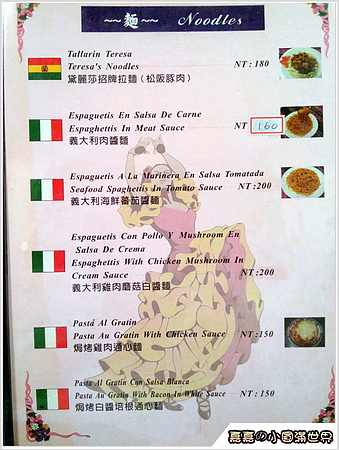 ~~麵~~ Noodles
Tallarin Teresa
Teresa's Noodles NT:180
黛麗莎招牌拉麵(松阪豚肉)
Espaguetis En Salsa De Carne
Espaghettis In Meat Sauce NT 160
義大利肉醬麵
Espaguetis A La Marinera En Salsa Tomatada
Seafood Spaghettis In Tomato Sauce NT:200
義大利海鮮蕃茄醬麵
Espaguetis Con Pollo Y Mushroom En
Salsa De Crema
Espaghettis With Chicken Mushroom In
Cream Sauce NT:200
義大利雞肉磨菇白醬麵
Pasta Al Gratin
Pasta Au Gratin With Chicken Sauce NT:150
焗烤雞肉通心麵
Pasta Al Gratin Con Salsa Blanca
Pasta Au Gratin With Bacon In White Sauce NT:150
焗烤白醬培根通心麵
嘉嘉の小國滿世界